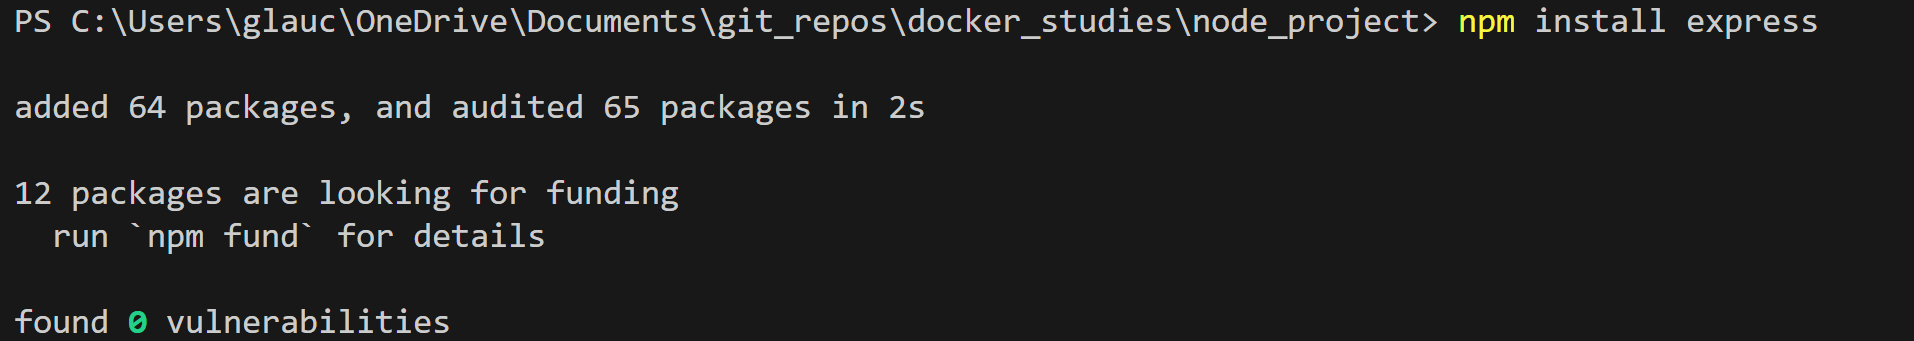 PS C:\Users\glauc\OneDrive\Documents\git_repos\docker_studies\node_project> npm install express
added 64 packages, and audited 65 packages in 2s
12 packages are looking for funding
  run `npm fund` for details
found 0 vulnerabilities